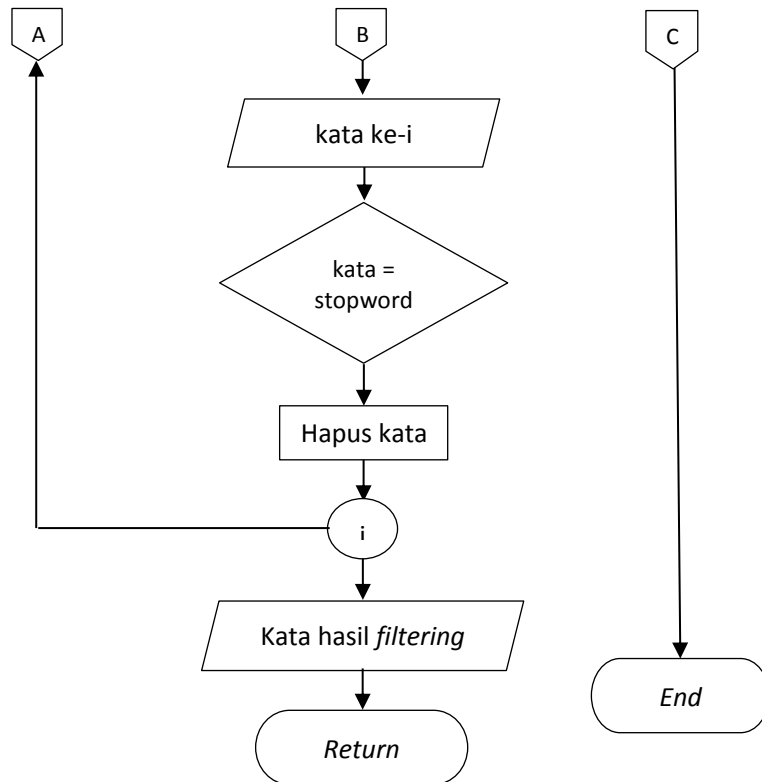 A
B
C
kata ke-i
kata =
stopword
Hapus kata
i
Kata hasil filtering
End
Return